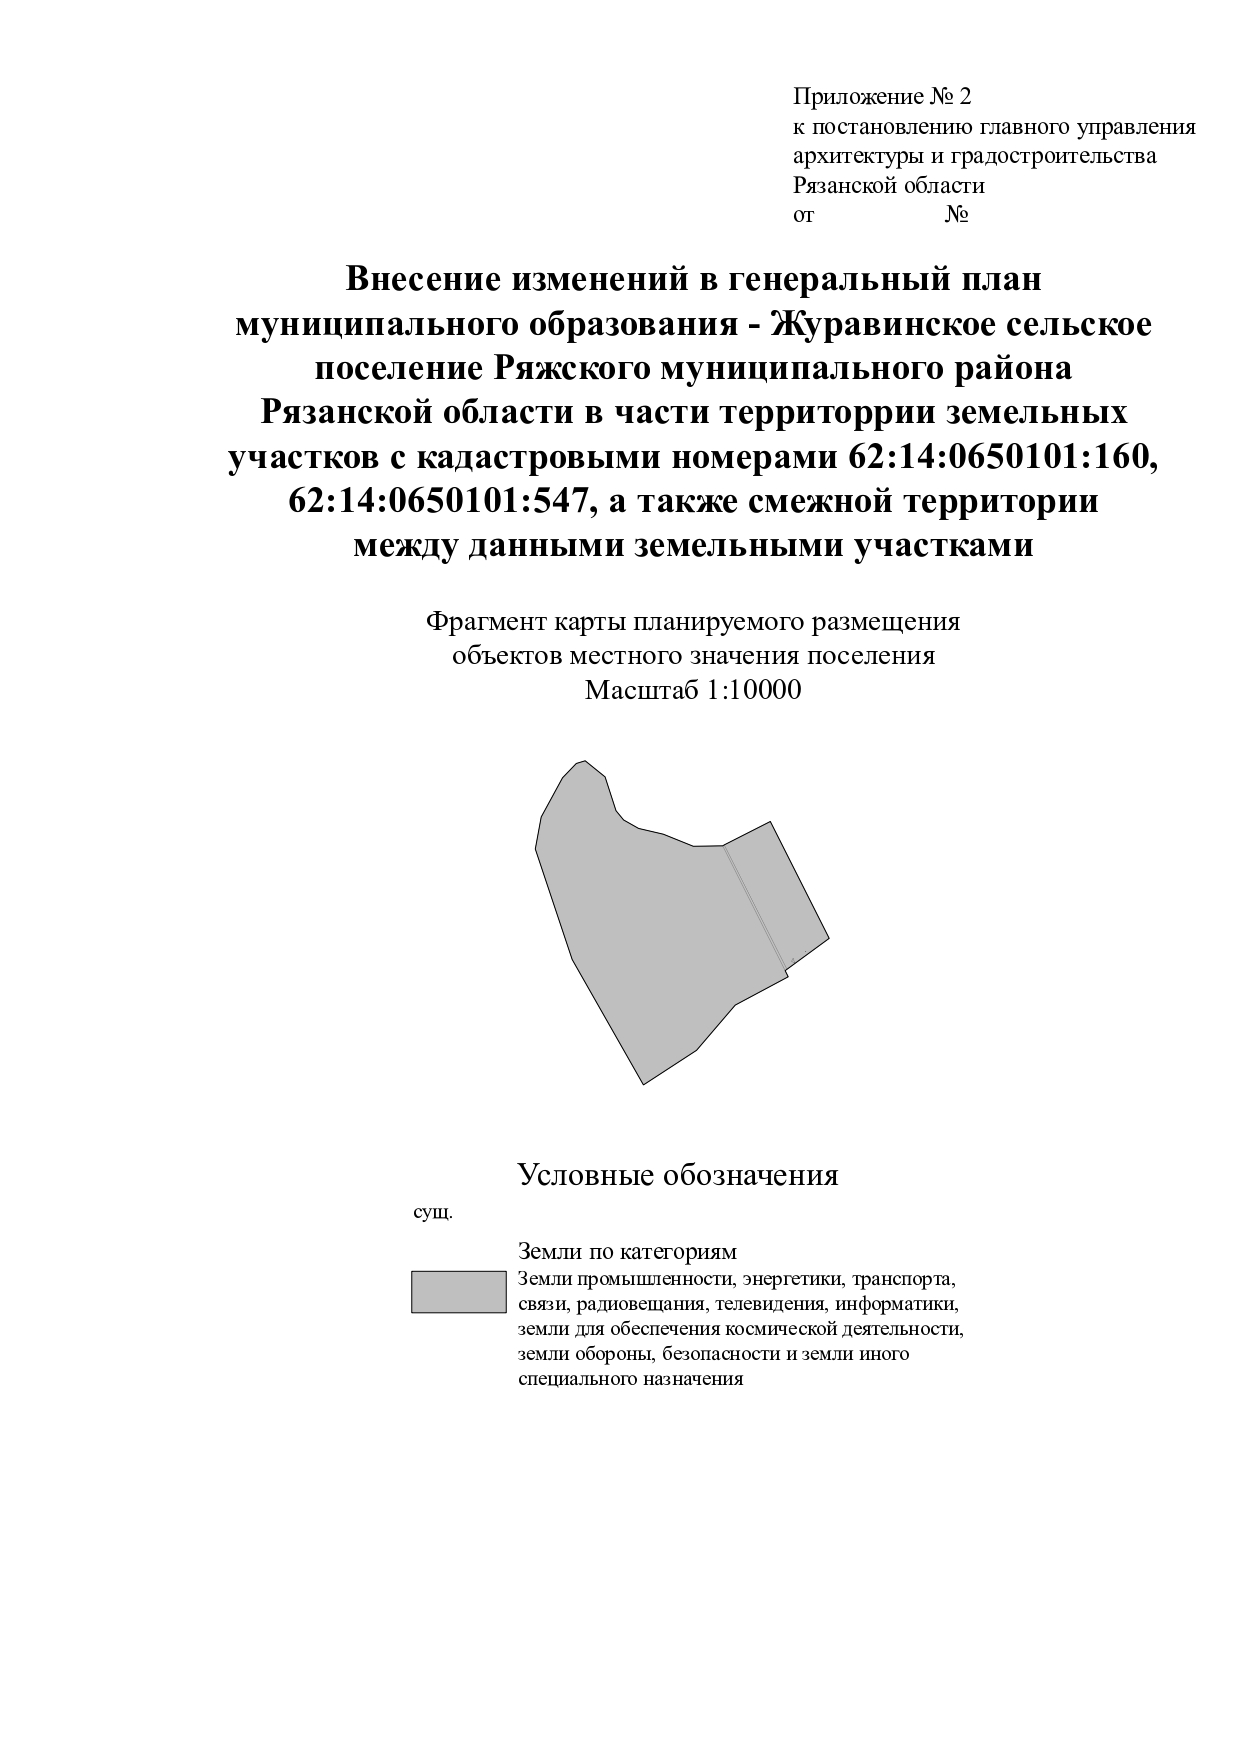 Приложение № 2
к постановлению главного управления
архитектуры и градостроительства
Рязанской области
от №
Внесение изменений в генеральный план
муниципального образования - Журавинское сельское
поселение Ряжского муниципального района
Рязанской области в части территоррии земельных
участков с кадастровыми номерами 62:14:0650101:160,
62:14:0650101:547, а также смежной территории
между данными земельными участками
Фрагмент карты планируемого размещения
объектов местного значения поселения
Масштаб 1:10000
Условные обозначения
сущ.
Земли по категориям
Земли промышленности, энергетики, транспорта,
связи, радиовещания, телевидения, информатики,
земли для обеспечения космической деятельности,
земли обороны, безопасности и земли иного
специального назначения